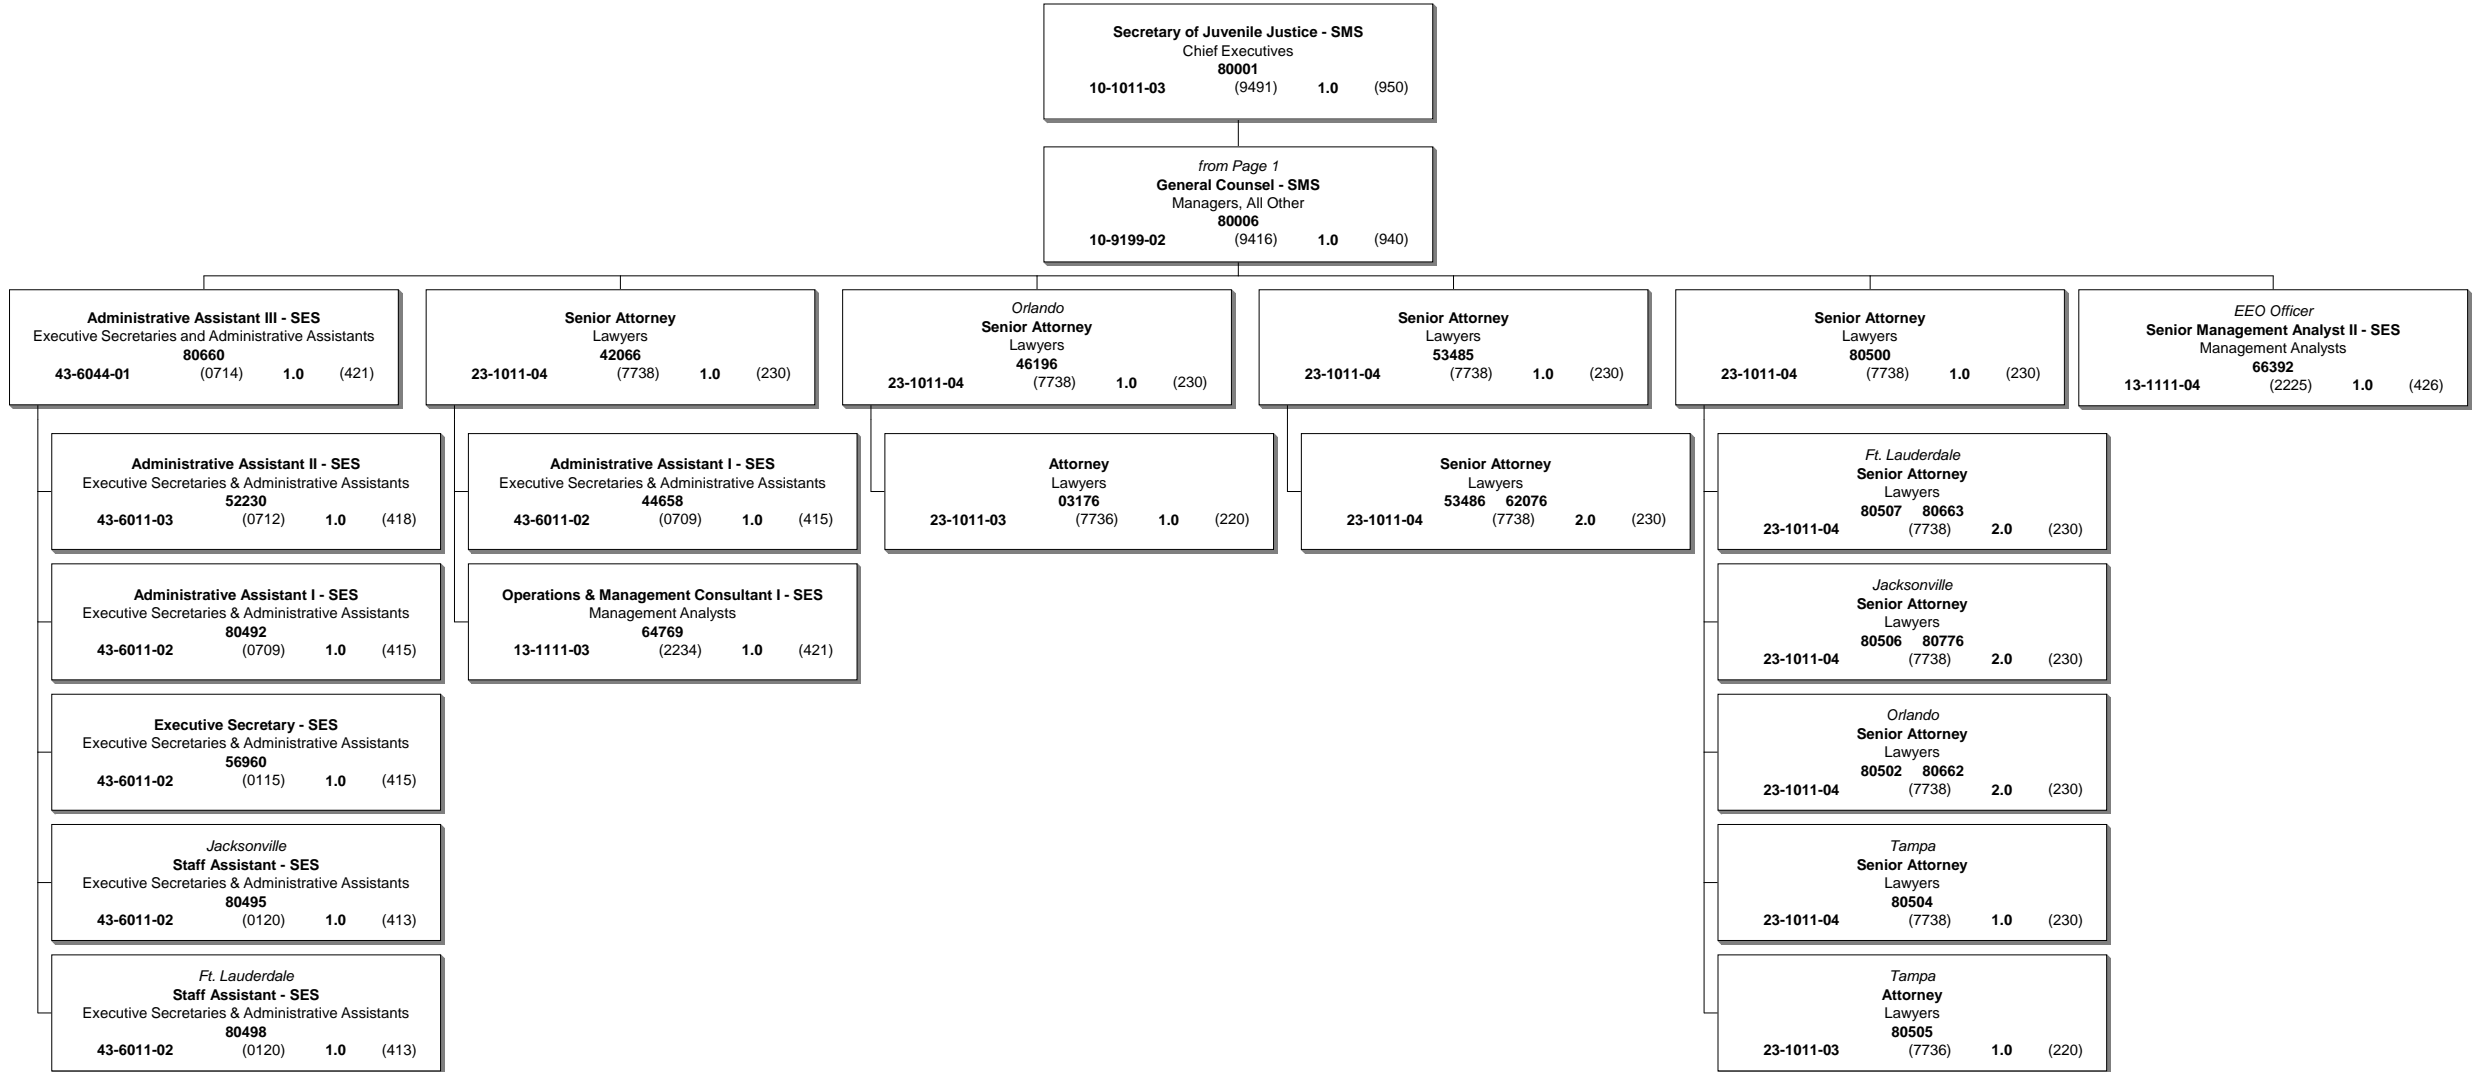 Secretary of Juvenile Justice - SMS
Chief Executives
80001
10-1011-03 (9491) 1.0 (950)
from Page 1
General Counsel - SMS
Managers, All Other
80006
10-9199-02 (9416) 1.0 (940)
Administrative Assistant III - SES
Executive Secretaries and Administrative Assistants
80660
43-6044-01 (0714) 1.0 (421)
Senior Attorney
Lawyers
42066
23-1011-04 (7738) 1.0 (230)
Orlando
Senior Attorney
Lawyers
46196
23-1011-04 (7738) 1.0 (230)
Senior Attorney
Lawyers
53485
23-1011-04 (7738) 1.0 (230)
Senior Attorney
Lawyers
80500
23-1011-04 (7738) 1.0 (230)
EEO Officer
Senior Management Analyst II - SES
Management Analysts
66392
13-1111-04 (2225) 1.0 (426)
Administrative Assistant II - SES
Executive Secretaries & Administrative Assistants
52230
43-6011-03 (0712) 1.0 (418)
Administrative Assistant I - SES
Executive Secretaries & Administrative Assistants
80492
43-6011-02 (0709) 1.0 (415)
Executive Secretary - SES
Executive Secretaries & Administrative Assistants
56960
43-6011-02 (0115) 1.0 (415)
Jacksonville
Staff Assistant - SES
Executive Secretaries & Administrative Assistants
80495
43-6011-02 (0120) 1.0 (413)
Ft. Lauderdale
Staff Assistant - SES
Executive Secretaries & Administrative Assistants
80498
43-6011-02 (0120) 1.0 (413)
Administrative Assistant I - SES
Executive Secretaries & Administrative Assistants
44658
43-6011-02 (0709) 1.0 (415)
Operations & Management Consultant I - SES
Management Analysts
64769
13-1111-03 (2234) 1.0 (421)
Attorney
Lawyers
03176
23-1011-03 (7736) 1.0 (220)
Senior Attorney
Lawyers
53486 62076
23-1011-04 (7738) 2.0 (230)
Ft. Lauderdale
Senior Attorney
Lawyers
80507 80663
23-1011-04 (7738) 2.0 (230)
Jacksonville
Senior Attorney
Lawyers
80506 80776
23-1011-04 (7738) 2.0 (230)
Orlando
Senior Attorney
Lawyers
80502 80662
23-1011-04 (7738) 2.0 (230)
Tampa
Senior Attorney
Lawyers
80504
23-1011-04 (7738) 1.0 (230)
Tampa
Attorney
Lawyers
80505
23-1011-03 (7736) 1.0 (220)